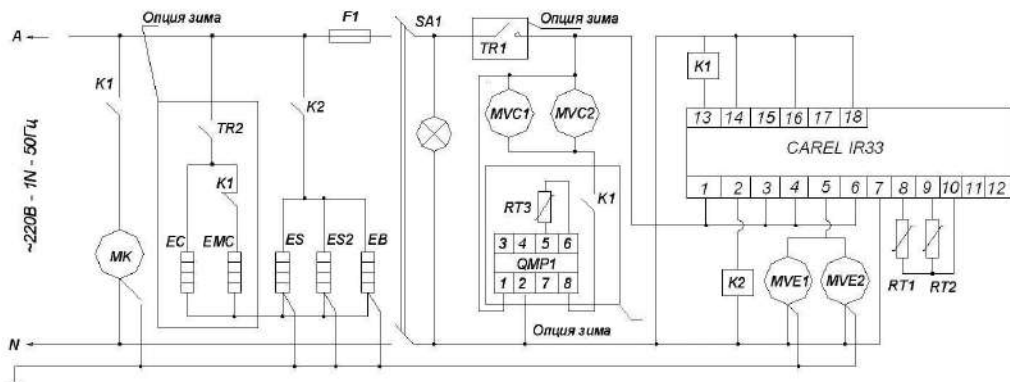 Опция зима
F1
SA1
Опция зима
A
TR1
K1
K1
K2
MVC1 MVC2
13 14 15 16 17 18
TR2
CAREL IR33
~220В - 1N - 50Гц
K1
K1
1 2 3 4 5 6 7 8 9 10 11 12
RT3
EC EMC ES ES2 EB
3 4 5 6
MK
QMP1
K2
MVE1 MVE2
1 2 7 8
RT1 RT2
Опция зима
N